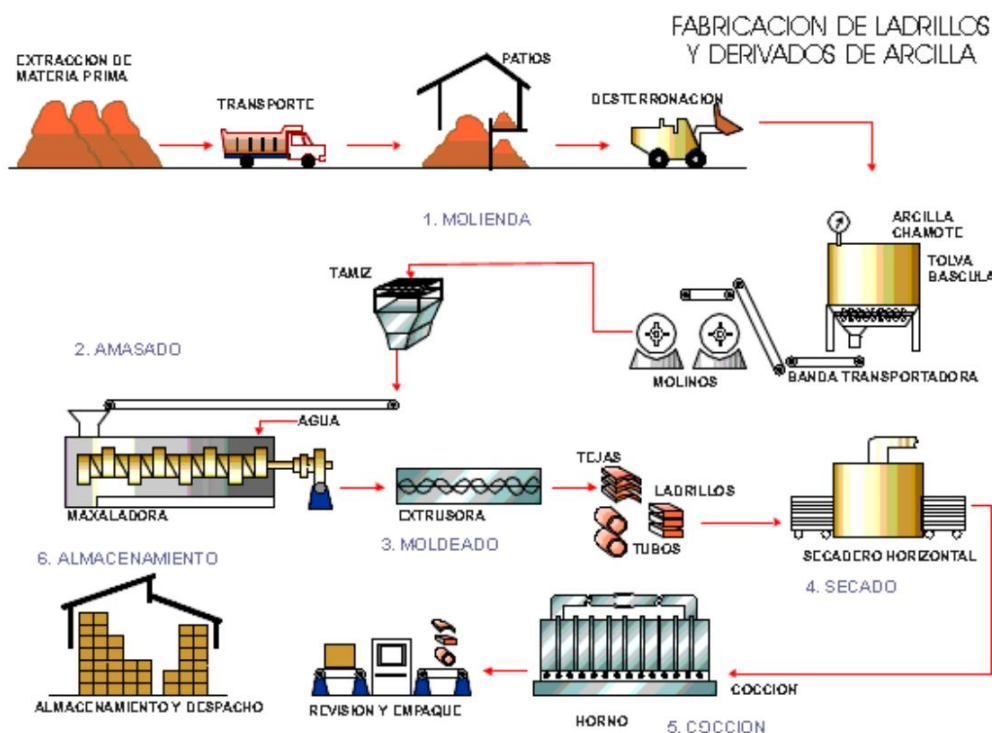 FABRICACION DE LADRILLOS
Y DERIVADOS DE ARCILLA
EXTRACCION DE
MATERIA PRIMA
TRANSPORTE
PATIOS
DESTERRONACION
1. MOLIENDA
ARCILLA
CHAMOTE
TOLVA
BASCULA
TAMIZ
MOLINOS
BANDA TRANSPORTADORA
2. AMASADO
AGUA
MAXALADORA
EXTRUSORA
3. MOLDEADO
TEJAS
LADRILLOS
TUBOS
SECADERO HORIZONTAL
4. SECADO
6. ALMACENAMIENTO
ALMACENAMIENTO Y DESPACHO
REVISION Y EMPAQUE
HORNO
COCCION
5. COCCION